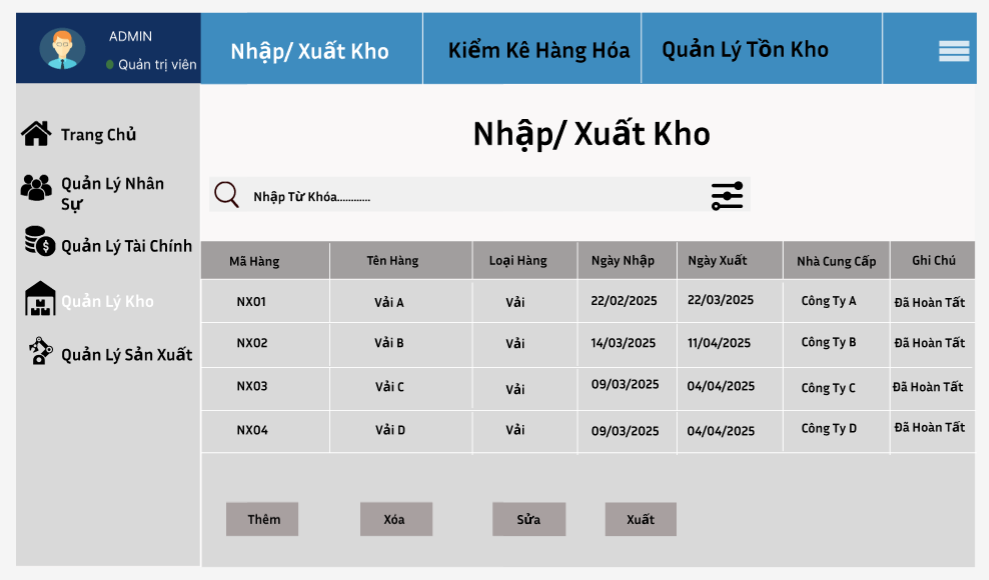 ADMIN
Quản trị viên
Nhập/ Xuất Kho
Kiểm Kê Hàng Hóa
Quản Lý Tồn Kho
Trang Chủ
Quản Lý Nhân
Sự
Quản Lý Tài Chính
Quản Lý Kho
Quản Lý Sản Xuất
Nhập/ Xuất Kho
Nhập Từ Khóa............
Mã Hàng Tên Hàng Loại Hàng Ngày Nhập Ngày Xuất Nhà Cung Cấp Ghi Chú
NX01 Vải A Vải 22/02/2025 22/03/2025 Công Ty A Đã Hoàn Tất
NX02 Vải B Vải 14/03/2025 11/04/2025 Công Ty B Đã Hoàn Tất
NX03 Vải C Vải 09/03/2025 04/04/2025 Công Ty C Đã Hoàn Tất
NX04 Vải D Vải 09/03/2025 04/04/2025 Công Ty D Đã Hoàn Tất
Thêm Xóa Sửa Xuất